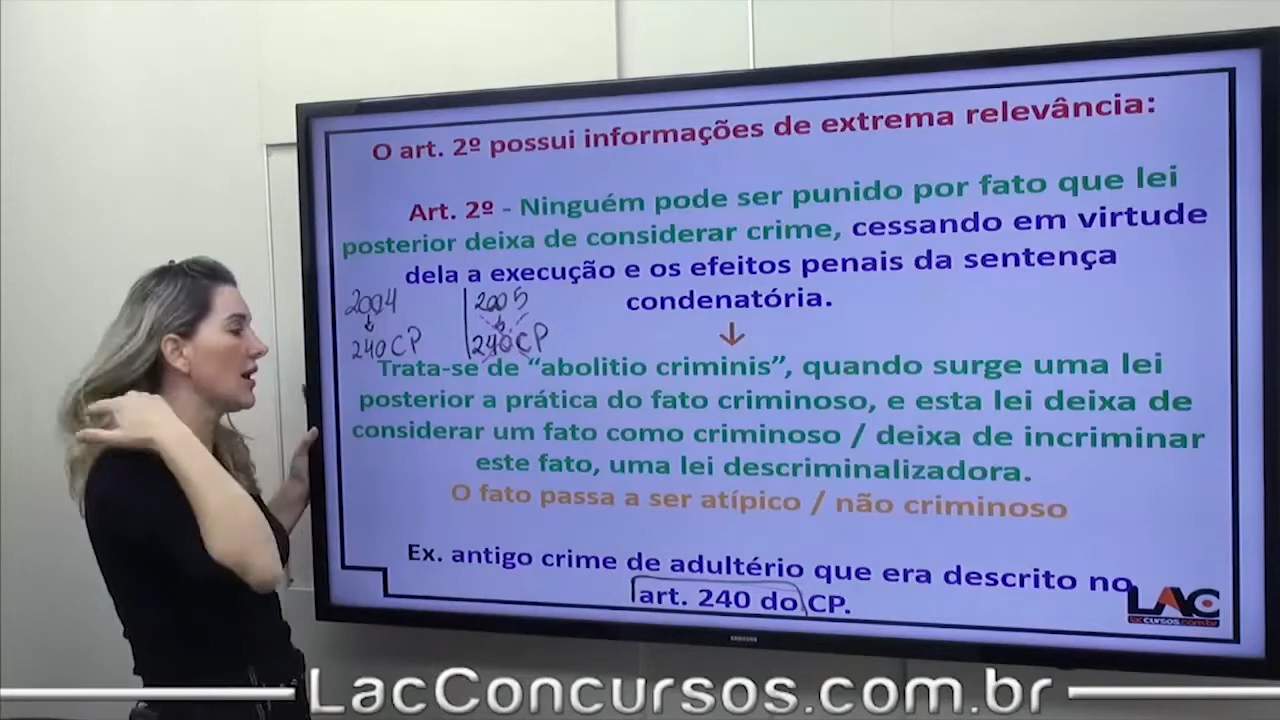 O art. 2º possui informações de extrema relevância:
Art. 2º - Ninguém pode ser punido por fato que lei
posterior deixa de considerar crime, cessando em virtude
dela a execução e os efeitos penais da sentença
condenatória.
2004
2005
240 CP
240 CP
Trata-se de “abolitio criminis”, quando surge uma lei
posterior a prática do fato criminoso, e esta lei deixa de
considerar um fato como criminoso / deixa de incriminar
este fato, uma lei descriminalizadora.
O fato passa a ser atípico / não criminoso
Ex. antigo crime de adultério que era descrito no
art. 240 do CP.
LAC
laccursos.com.br
SAMSUNG
LacConcursos.com.br